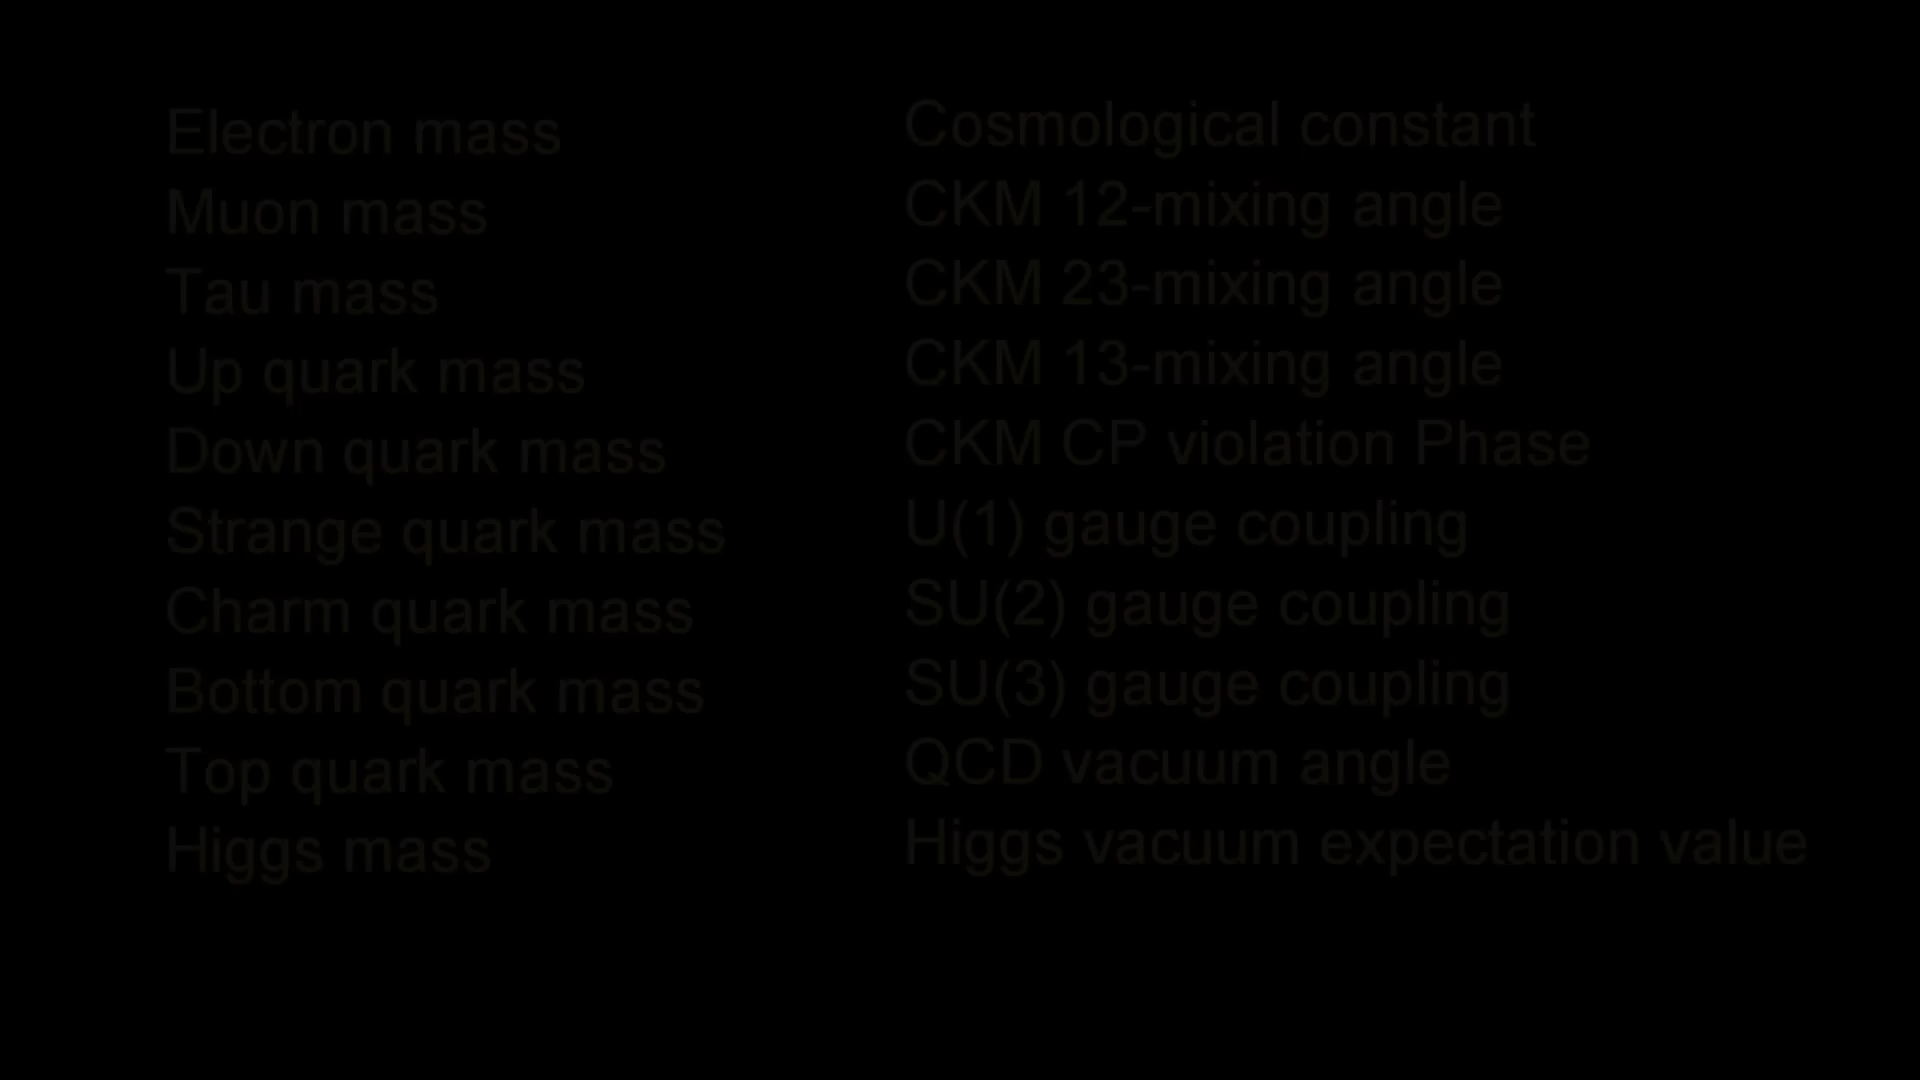 Electron mass
Muon mass
Tau mass
Up quark mass
Down quark mass
Strange quark mass
Charm quark mass
Bottom quark mass
Top quark mass
Higgs mass
Cosmological constant
CKM 12-mixing angle
CKM 23-mixing angle
CKM 13-mixing angle
CKM CP violation Phase
U(1) gauge coupling
SU(2) gauge coupling
SU(3) gauge coupling
QCD vacuum angle
Higgs vacuum expectation value